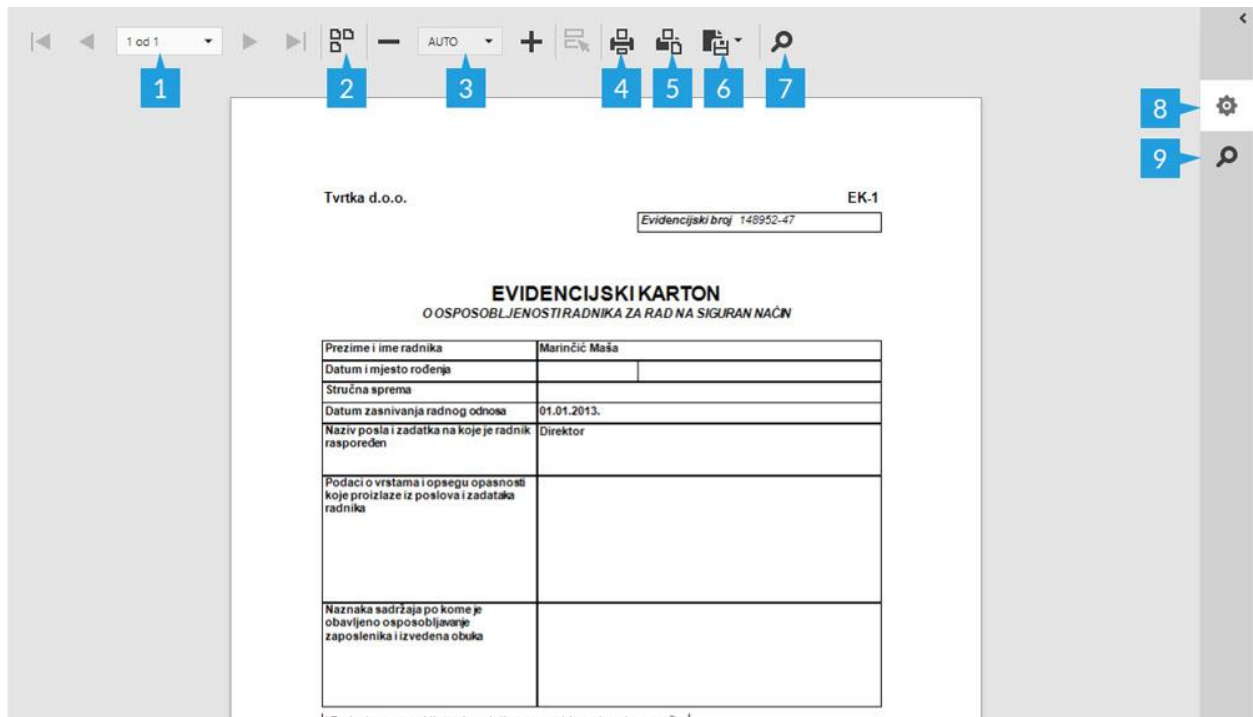 1 od 1
AUTO
1
2
3
4
5
6
7
8
9
Tvrtka d.o.o.
EK-1
Evidencijski broj 148952-47
EVIDENCIJSKI KARTON
O OSPOSOBLJENOSTI RADNIKA ZA RAD NA SIGURAN NAČIN
Prezime i ime radnika
Marinčić Maša
Datum i mjesto rođenja
Stručna sprema
Datum zasnivanja radnog odnosa
01.01.2013.
Naziv posla i zadatka na koje je radnik
raspoređen
Direktor
Podaci o vrstama i opsegu opasnosti
koje proizlaze iz poslova i zadataka
radnika
Naznaka sadržaja po kome je
obavljeno osposobljavanje
zaposlenika i izvedena obuka